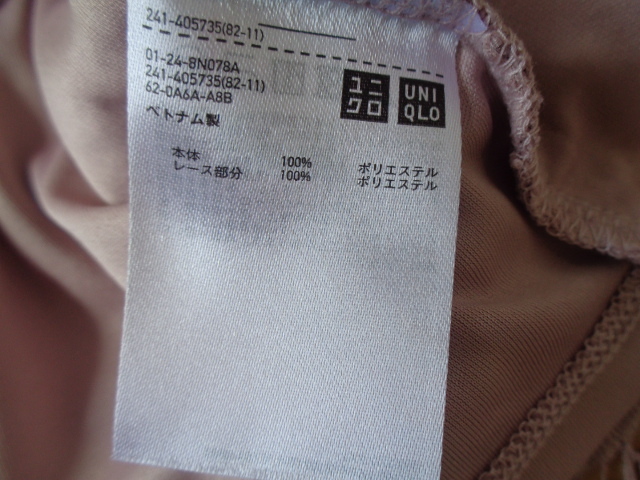 241-405735(82-11)
01-24-8N078A
241-405735(82-11)
62-0A6A-A8B
ベトナム製
ユニ
クロ
UNI
QLO
本体 100% ポリエステル
レース部分 100% ポリエステル